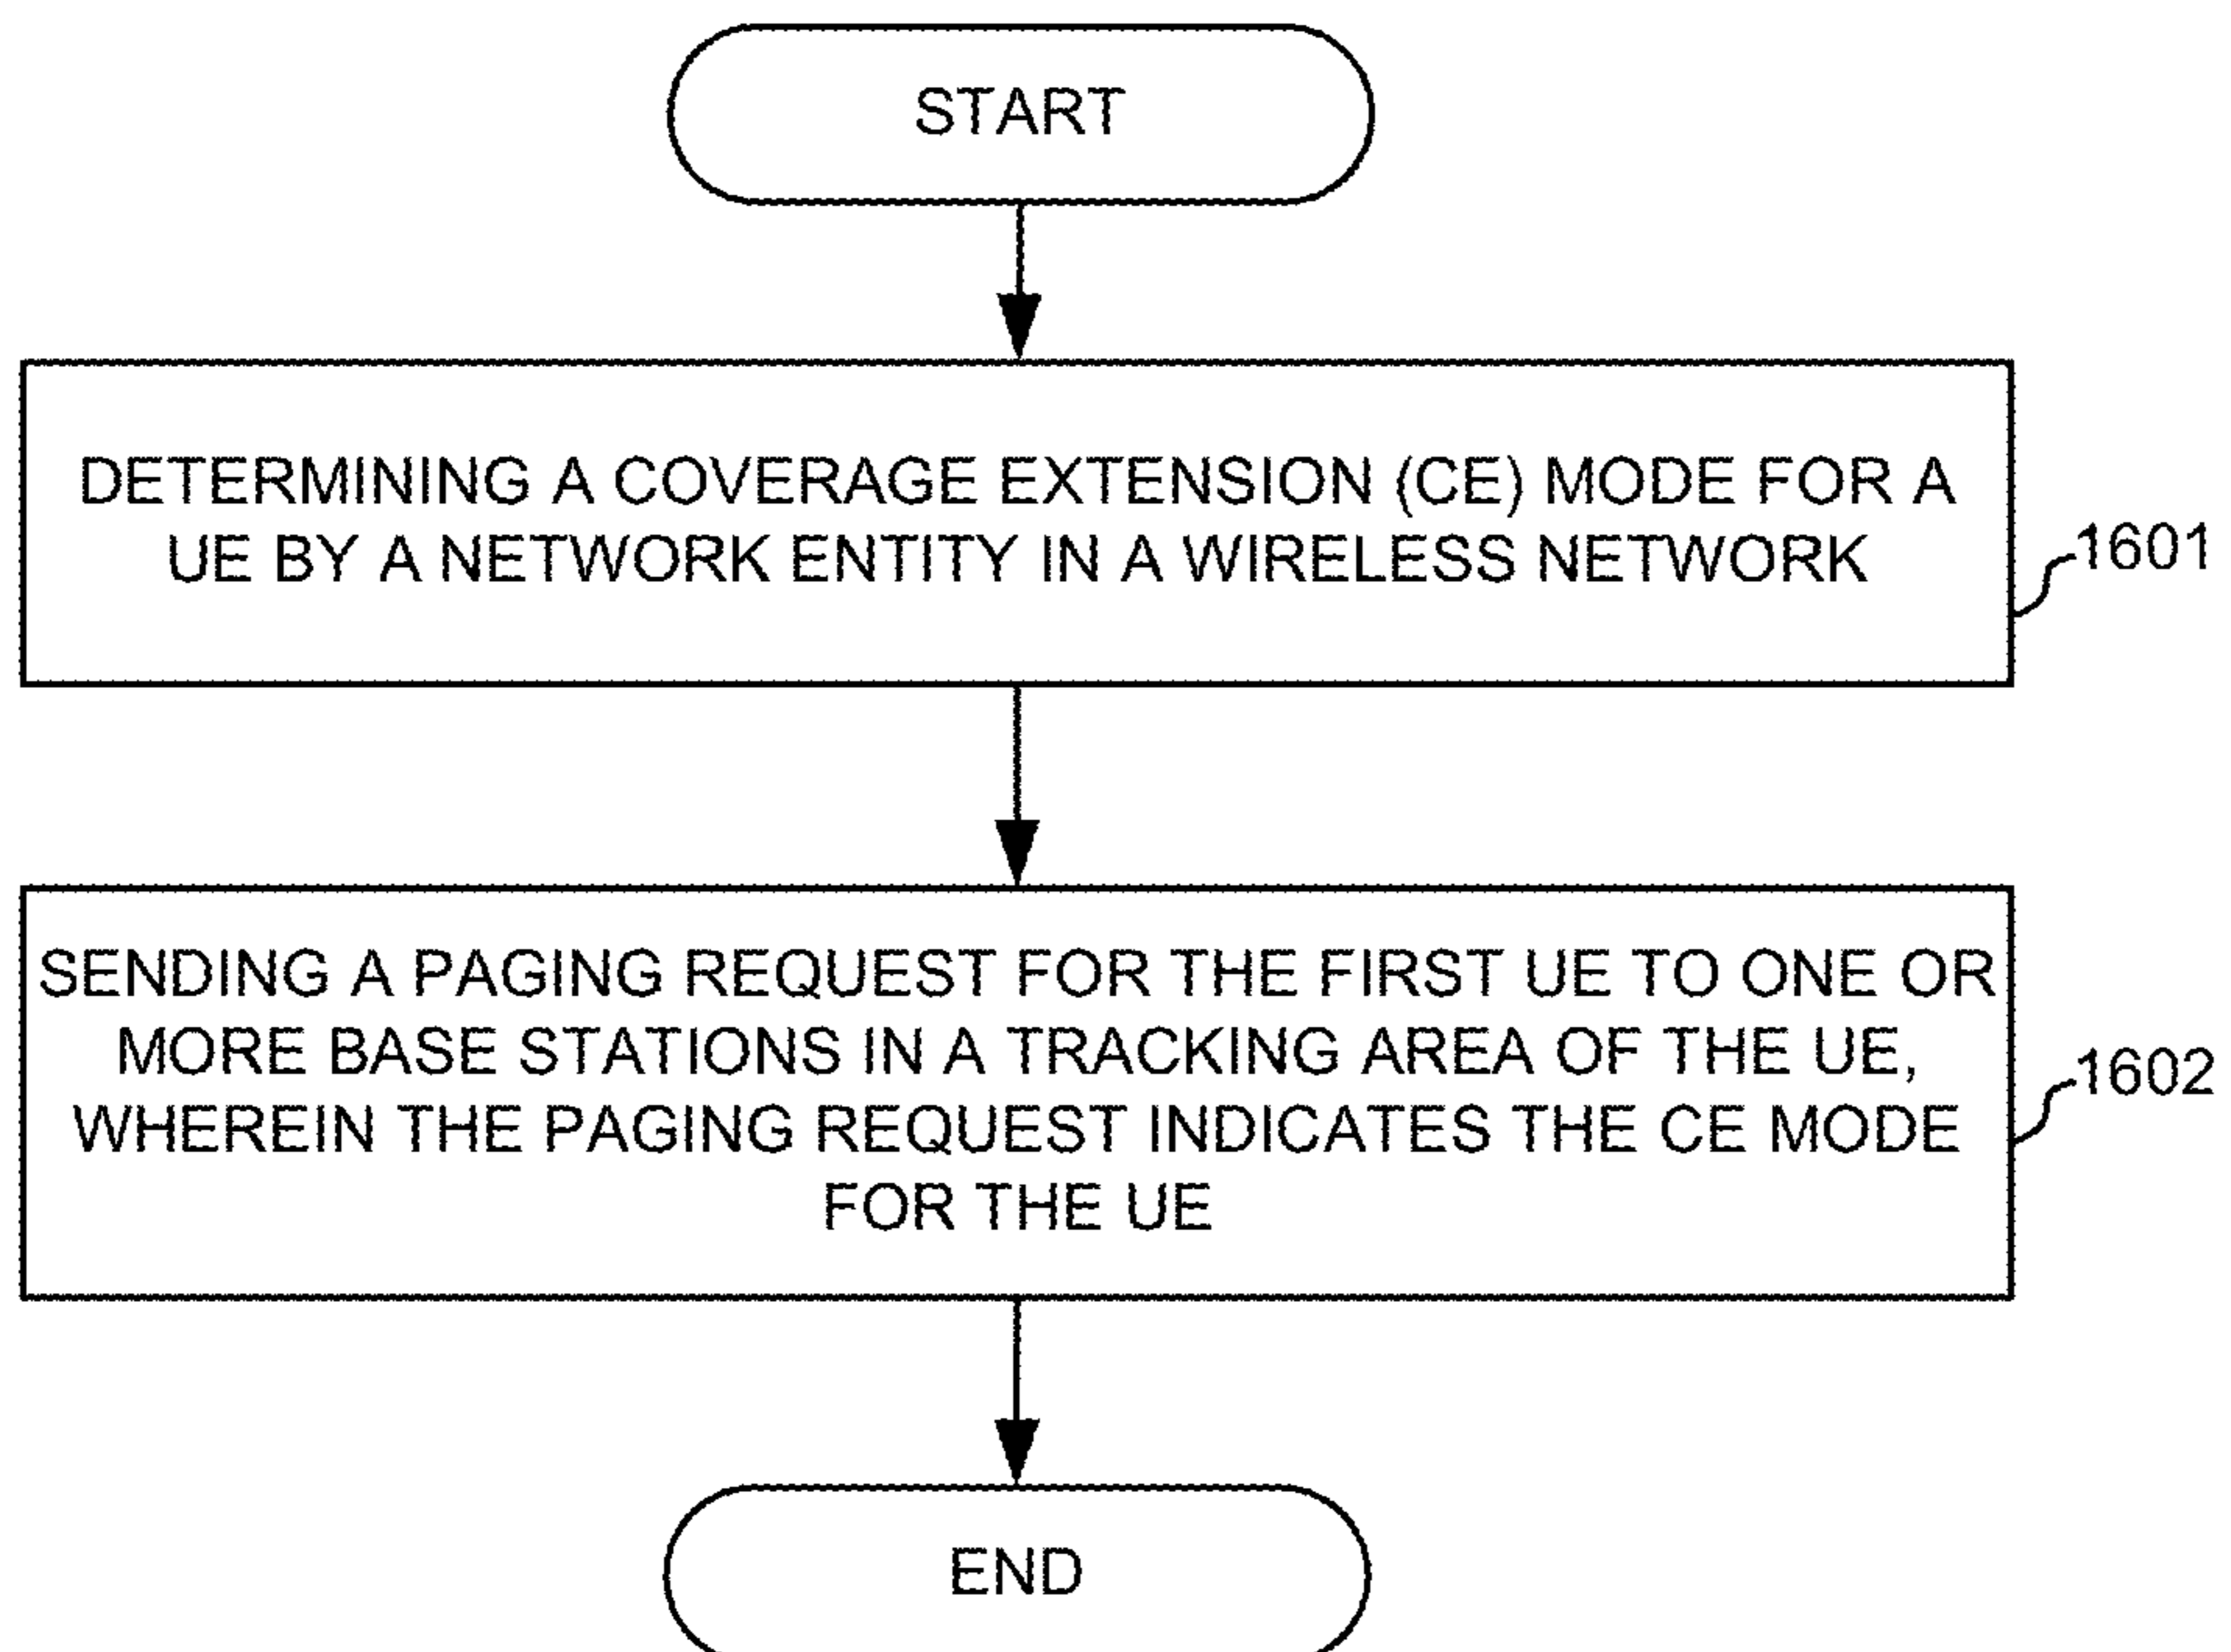 START
DETERMINING A COVERAGE EXTENSION (CE) MODE FOR A
UE BY A NETWORK ENTITY IN A WIRELESS NETWORK
1601
SENDING A PAGING REQUEST FOR THE FIRST UE TO ONE OR
MORE BASE STATIONS IN A TRACKING AREA OF THE UE,
WHEREIN THE PAGING REQUEST INDICATES THE CE MODE
FOR THE UE
1602
END